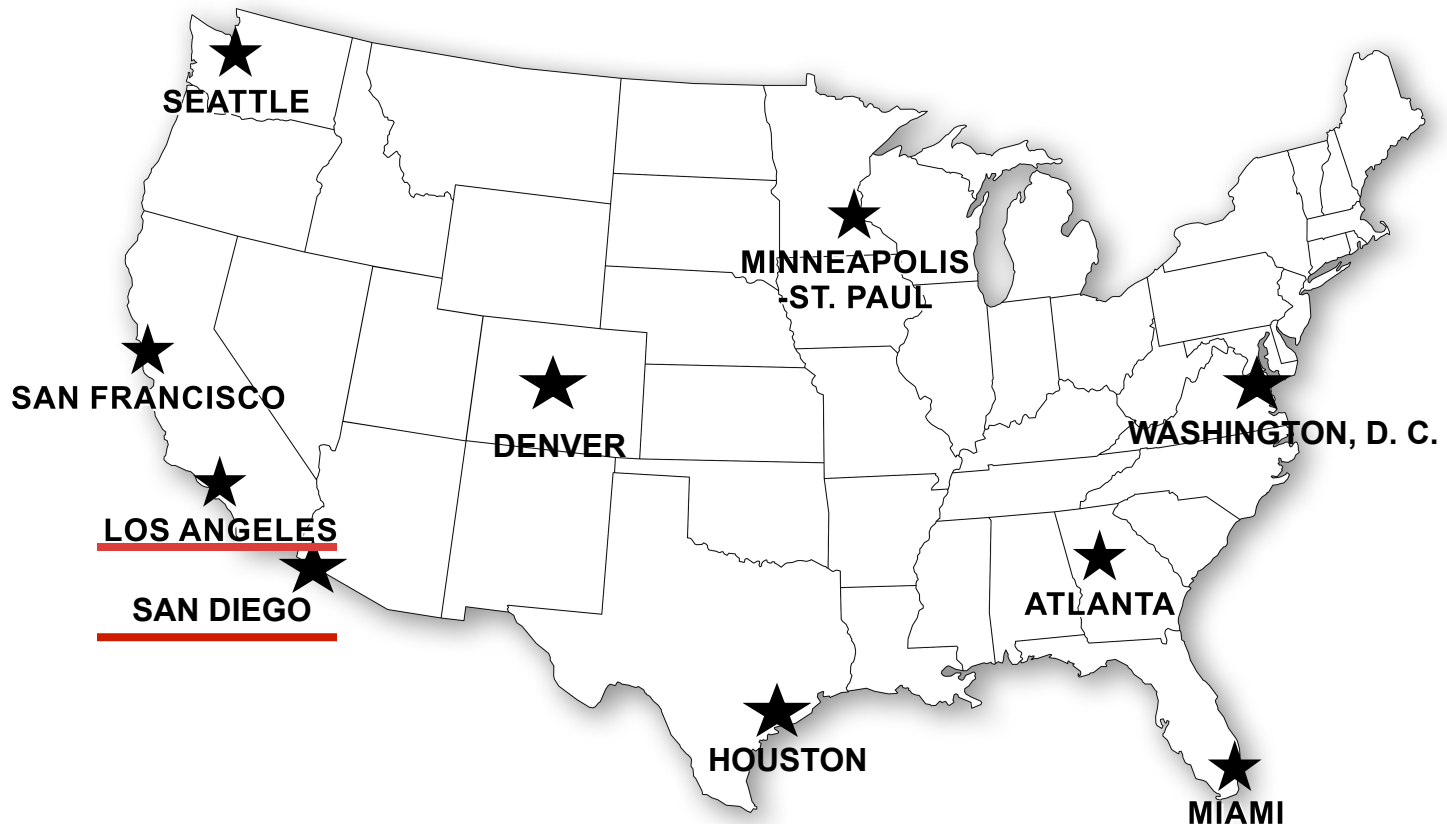 SEATTLE
MINNEAPOLIS
-ST. PAUL
SAN FRANCISCO
DENVER
WASHINGTON, D. C.
LOS ANGELES
SAN DIEGO
ATLANTA
HOUSTON
MIAMI